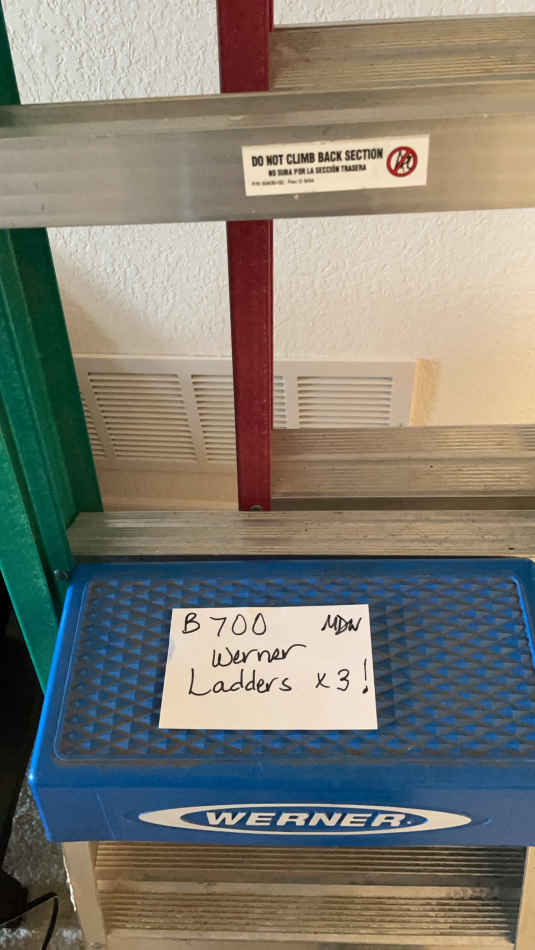 DO NOT CLIMB BACK SECTION
NO SUBA POR LA SECCIÓN TRASERA
B700 MDW
Werner
Ladders x3!
WERNER